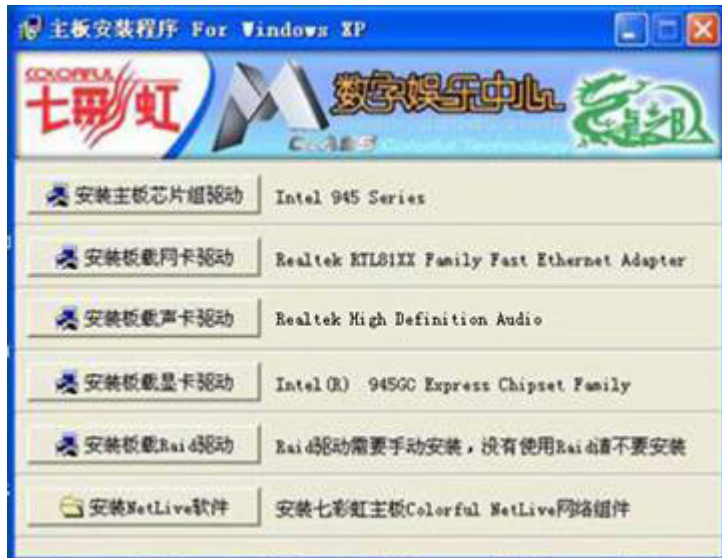 主板安装程序 For Windows XP
COLORFUL
七彩虹
数字娱乐中心
CLASS
之队
安装主板芯片组驱动 Intel 945 Series
安装板载网卡驱动 Realtek RTL81XX Family Fast Ethernet Adapter
安装板载声卡驱动 Realtek High Definition Audio
安装板载显卡驱动 Intel(R) 945GC Express Chipset Family
安装板载Raid驱动 Raid驱动需要手动安装，没有使用Raid请不要安装
安装NetLive软件 安装七彩虹主板Colorful NetLive网络组件